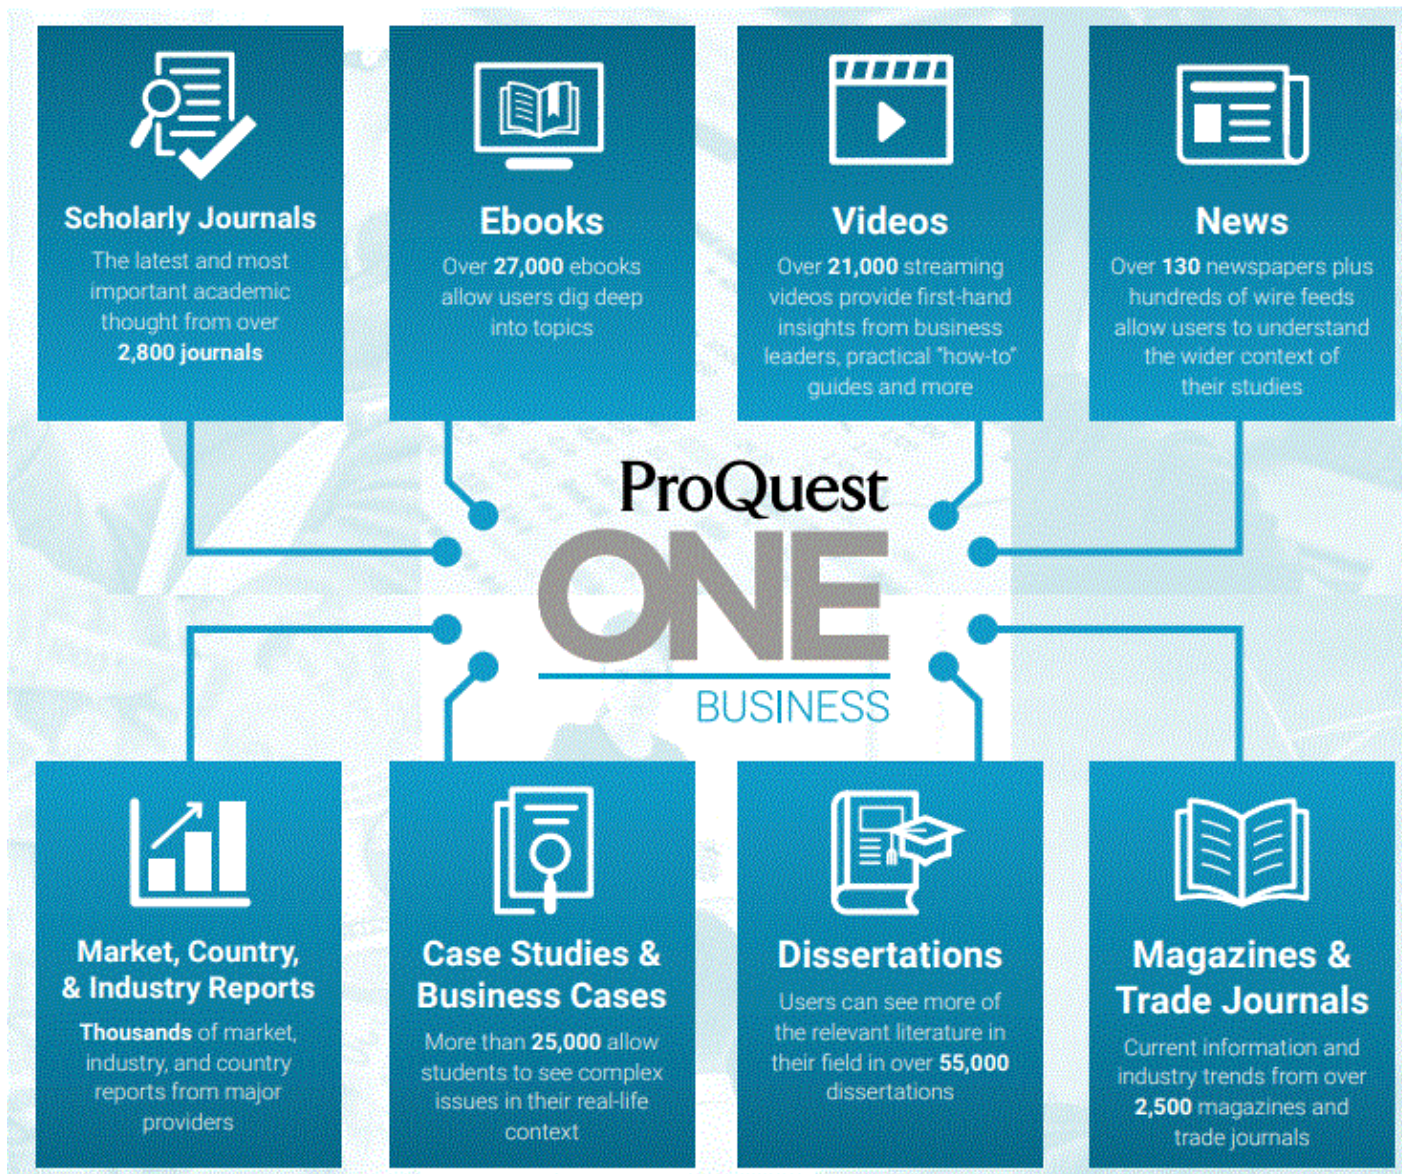 Scholarly Journals
The latest and most
important academic
thought from over
2,800 journals
Ebooks
Over 27,000 ebooks
allow users dig deep
into topics
Videos
Over 21,000 streaming
videos provide first-hand
insights from business
leaders, practical "how-to"
guides and more
News
Over 130 newspapers plus
hundreds of wire feeds
allow users to understand
the wider context of
their studies
ProQuest
ONE
BUSINESS
Market, Country,
& Industry Reports
Thousands of market,
industry, and country
reports from major
providers
Case Studies &
Business Cases
More than 25,000 allow
students to see complex
issues in their real-life
context
Dissertations
Users can see more of
the relevant literature in
their field in over 55,000
dissertations
Magazines &
Trade Journals
Current information and
industry trends from over
2,500 magazines and
trade journals